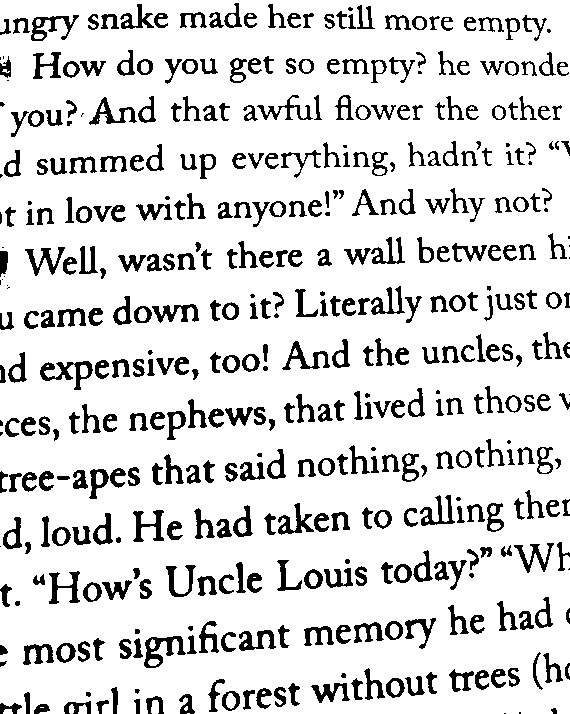 ungry snake made her still more empty.
How do you get so empty? he wonde
you? And that awful flower the other
d summed up everything, hadn't it? "
t in love with anyone!" And why not?
Well, wasn't there a wall between hi
u came down to it? Literally not just or
nd expensive, too! And the uncles, the
eces, the nephews, that lived in those
tree-apes that said nothing, nothing,
d, loud. He had taken to calling then
t. "How's Uncle Louis today?" "Wh
e most significant memory he had
ttle girl in a forest without trees (ho